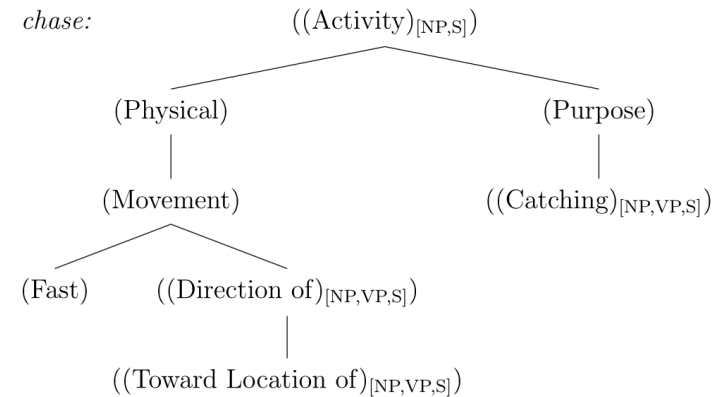 chase: ((Activity)[NP,S])
(Physical) (Purpose)
(Movement) ((Catching)[NP,VP,S])
(Fast) ((Direction of)[NP,VP,S])
((Toward Location of)[NP,VP,S])